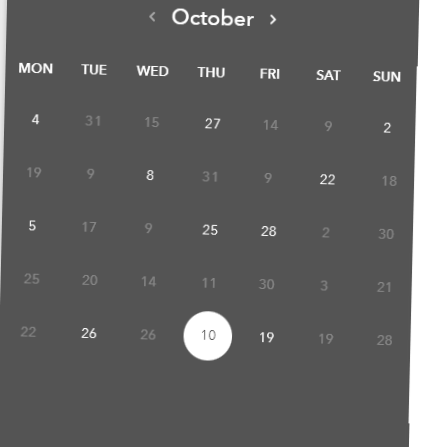 ‹ October ›
MON TUE WED THU FRI SAT SUN
4 31 15 27 14 9 2
19 9 8 31 9 22 18
5 17 9 25 28 2 30
25 20 14 11 30 3 21
22 26 26 10 19 19 28